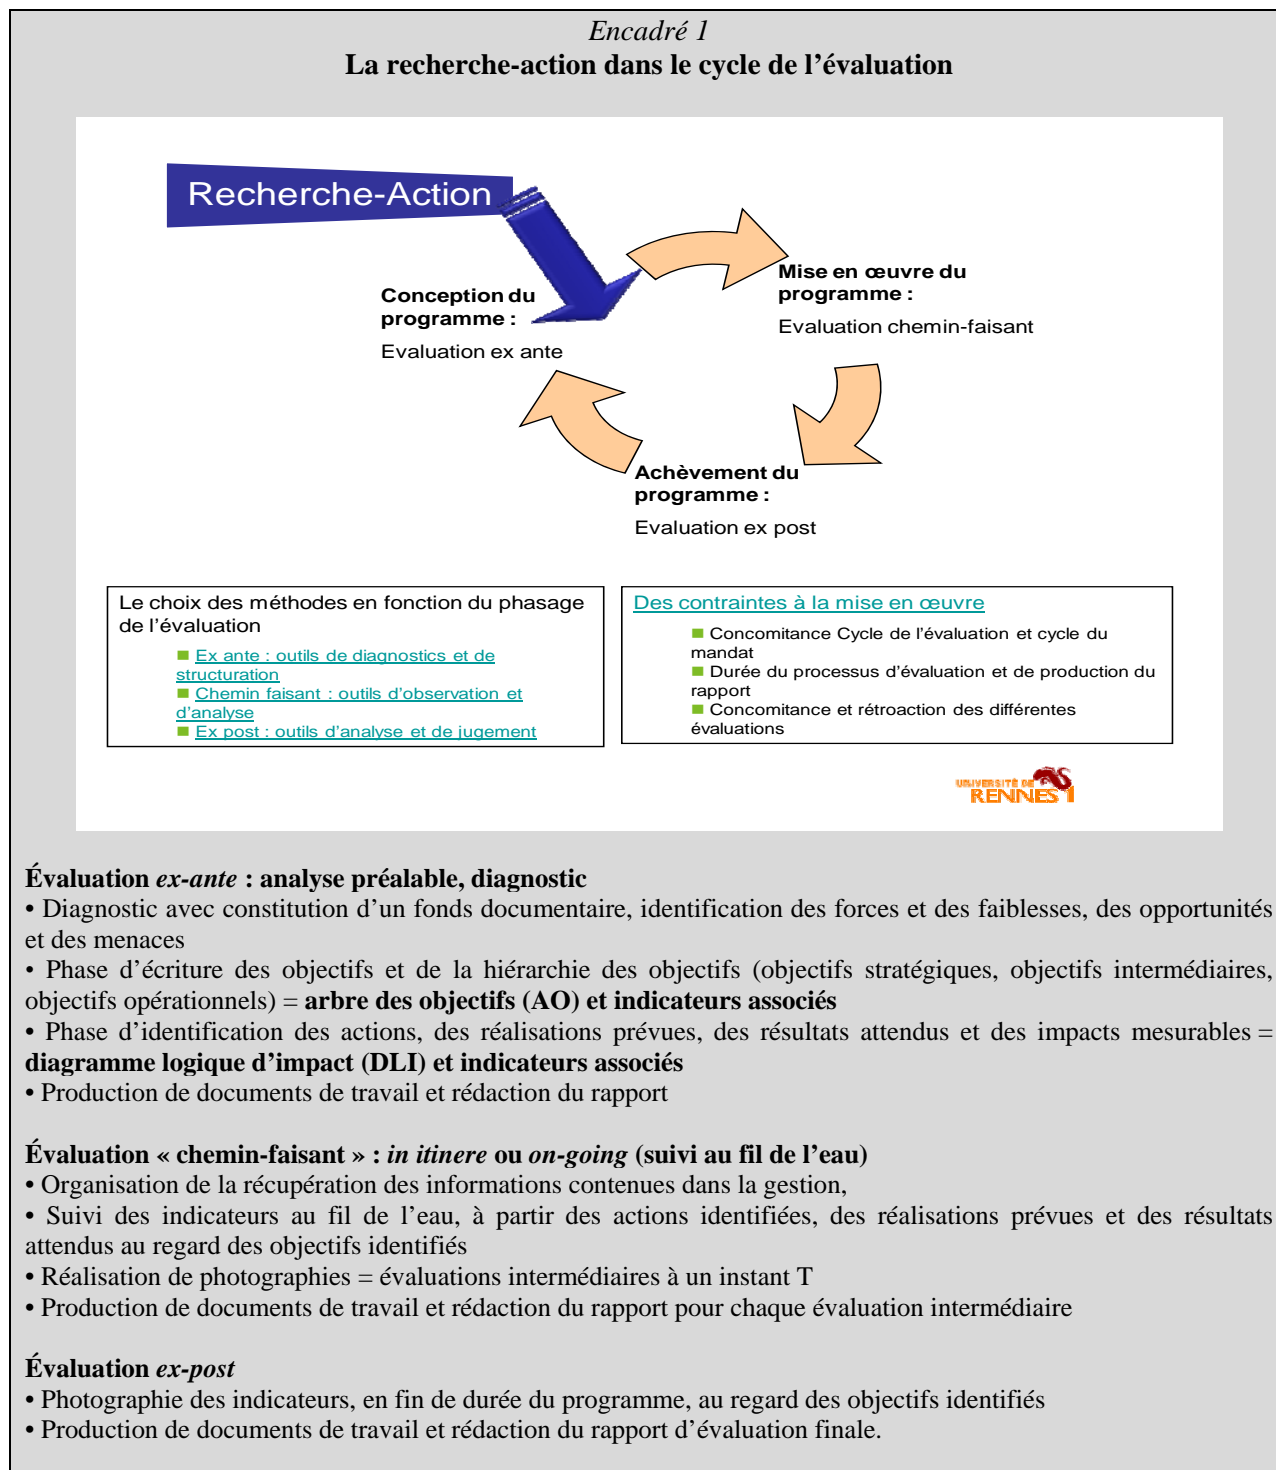 Encadré 1
La recherche-action dans le cycle de l’évaluation
Recherche-Action
Conception du
programme :
Evaluation ex ante
Mise en œuvre du
programme :
Evaluation chemin-faisant
Achèvement du
programme :
Evaluation ex post
Le choix des méthodes en fonction du phasage
de l’évaluation
Ex ante : outils de diagnostics et de
structuration
Chemin faisant : outils d’observation et
d’analyse
Ex post : outils d’analyse et de jugement
Des contraintes à la mise en œuvre
Concomitance Cycle de l’évaluation et cycle du
mandat
Durée du processus d’évaluation et de production du
rapport
Concomitance et rétroaction des différentes
évaluations
UNIVERSITÉ DE
RENNES 1
Évaluation ex-ante : analyse préalable, diagnostic
• Diagnostic avec constitution d’un fonds documentaire, identification des forces et des faiblesses, des opportunités
et des menaces
• Phase d’écriture des objectifs et de la hiérarchie des objectifs (objectifs stratégiques, objectifs intermédiaires,
objectifs opérationnels) = arbre des objectifs (AO) et indicateurs associés
• Phase d’identification des actions, des réalisations prévues, des résultats attendus et des impacts mesurables =
diagramme logique d’impact (DLI) et indicateurs associés
• Production de documents de travail et rédaction du rapport
Évaluation « chemin-faisant » : in itinere ou on-going (suivi au fil de l’eau)
• Organisation de la récupération des informations contenues dans la gestion,
• Suivi des indicateurs au fil de l’eau, à partir des actions identifiées, des réalisations prévues et des résultats
attendus au regard des objectifs identifiés
• Réalisation de photographies = évaluations intermédiaires à un instant T
• Production de documents de travail et rédaction du rapport pour chaque évaluation intermédiaire
Évaluation ex-post
• Photographie des indicateurs, en fin de durée du programme, au regard des objectifs identifiés
• Production de documents de travail et rédaction du rapport d’évaluation finale.